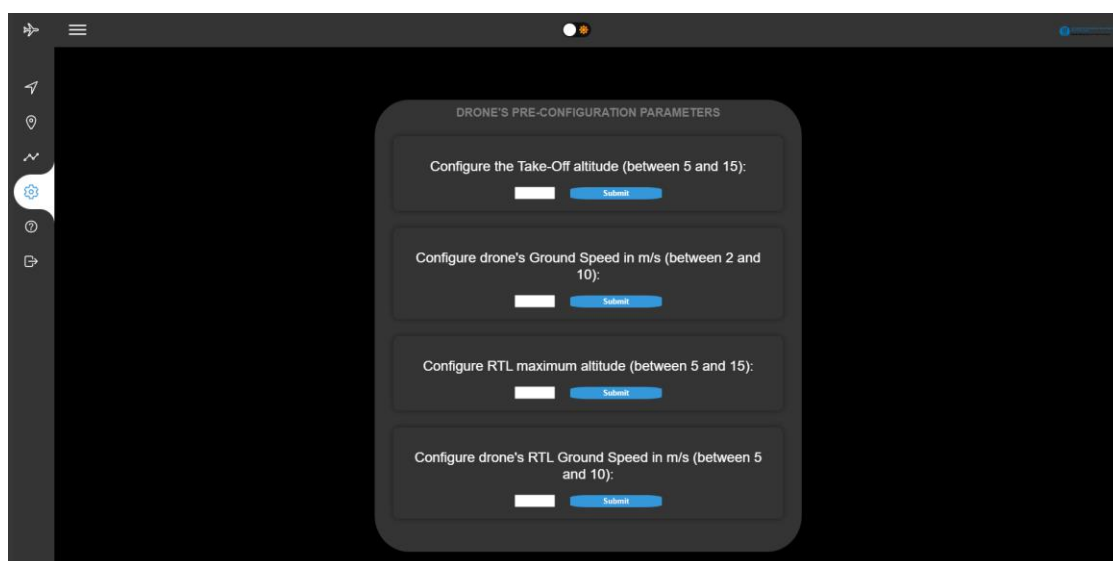 DRONE'S PRE-CONFIGURATION PARAMETERS
Configure the Take-Off altitude (between 5 and 15):
Submit
Configure drone's Ground Speed in m/s (between 2 and
10):
Submit
Configure RTL maximum altitude (between 5 and 15):
Submit
Configure drone's RTL Ground Speed in m/s (between 5
and 10):
Submit